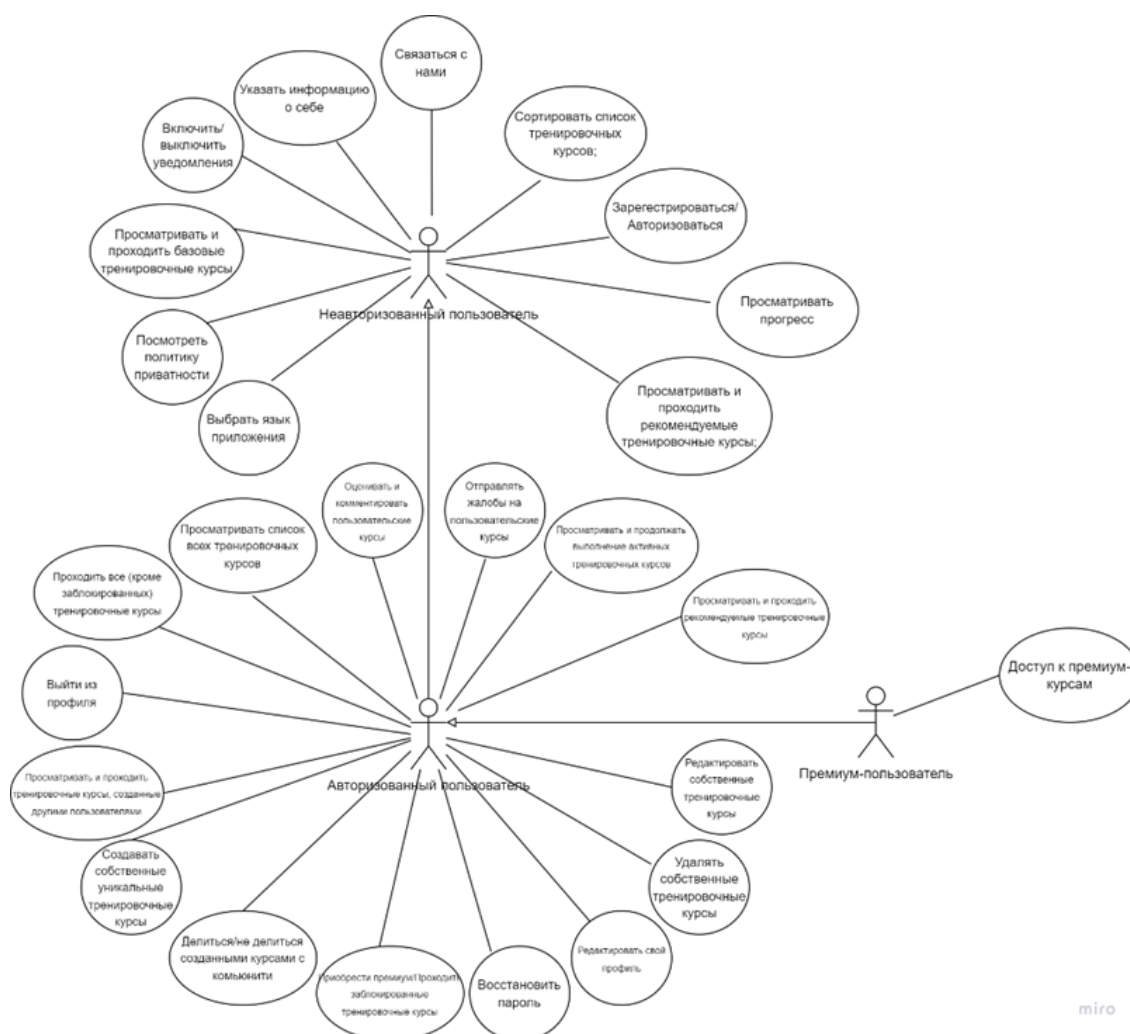 Связаться с
нами
Указать информацию
о себе
Сортировать список
тренировочных
курсов;
Включить/
выключить
уведомления
Зарегестрироваться/
Авторизоваться
Просматривать и
проходить базовые
тренировочные курсы
Просматривать
прогресс
Неавторизованный пользователь
Посмотреть
политику
приватности
Просматривать и
проходить
рекомендуемые
тренировочные курсы;
Выбрать язык
приложения
Оценивать и
комментировать
пользовательские
курсы
Отправлять
жалобы на
пользовательские
курсы
Просматривать список
всех тренировочных
курсов
Просматривать и продолжать
выполнение активных
тренировочных курсов
Проходить все (кроме
заблокированных)
тренировочные курсы
Просматривать и проходить
рекомендуемые тренировочные
курсы
Доступ к премиум-
курсам
Выйти из
профиля
Премиум-пользователь
Авторизованный пользователь
Просматривать и проходить
тренировочные курсы, созданные
другими пользователями
Редактировать
собственные
тренировочные
курсы
Создавать
собственные
уникальные
тренировочные
курсы
Удалять
собственные
тренировочные
курсы
Делиться/не делиться
созданными курсами с
комьюнити
Приобрести премиум/Проходить
заблокированные
тренировочные курсы
Восстановить
пароль
Редактировать свой
профиль
miro